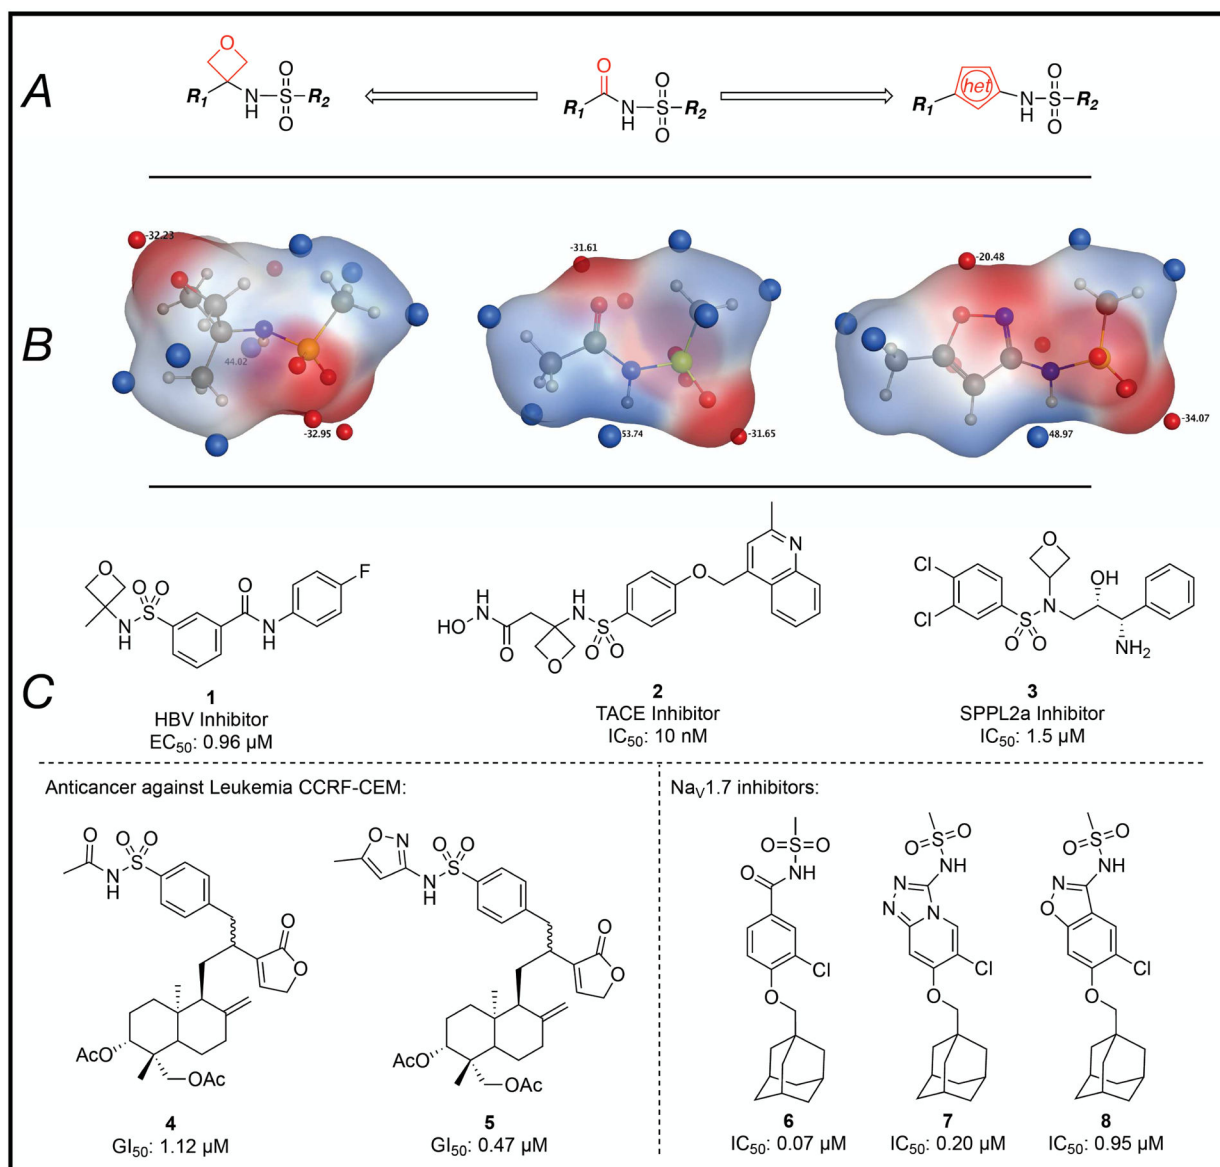 A
O
R1
N
H
O
S
O
R2
O
R1
N
H
O
S
O
R2
het
R1
N
H
O
S
O
R2
B
-32.23
44.02
-32.95
-31.61
53.74
-31.65
-20.48
48.97
-34.07
C
O
O O
S
N
H
O
N
H
F
1
HBV Inhibitor
EC50: 0.96 µM
H
N
HO
O
O
H
N
S
O O
O
N
2
TACE Inhibitor
IC50: 10 nM
Cl
Cl
O
S
O O
N
OH
NH2
3
SPPL2a Inhibitor
IC50: 1.5 µM
Anticancer against Leukemia CCRF-CEM:
O
O O
S
N
H
O
O
AcO
OAc
4
GI50: 1.12 µM
O
N
NH
O O
S
O
O
AcO
OAc
5
GI50: 0.47 µM
NaV1.7 inhibitors:
S
O
O
NH
O
Cl
O
6
IC50: 0.07 µM
S
O
O
NH
N
N
N
Cl
O
7
IC50: 0.20 µM
S
O
O
NH
N
O
Cl
O
8
IC50: 0.95 µM